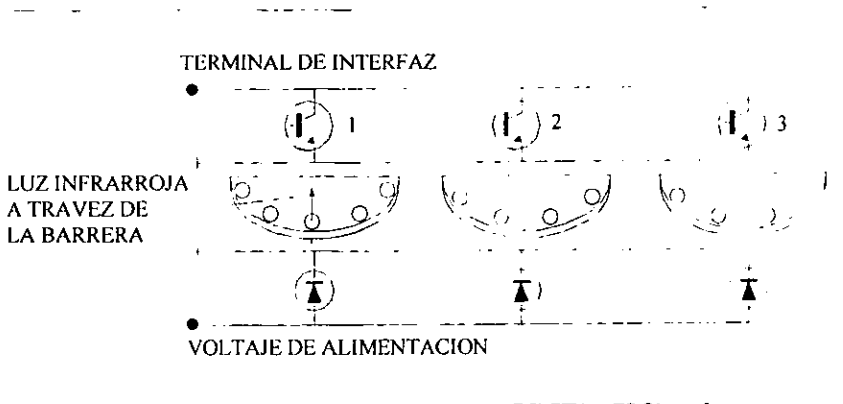 TERMINAL DE INTERFAZ
1
2
3
LUZ INFRARROJA
A TRAVEZ DE
LA BARRERA
VOLTAJE DE ALIMENTACION